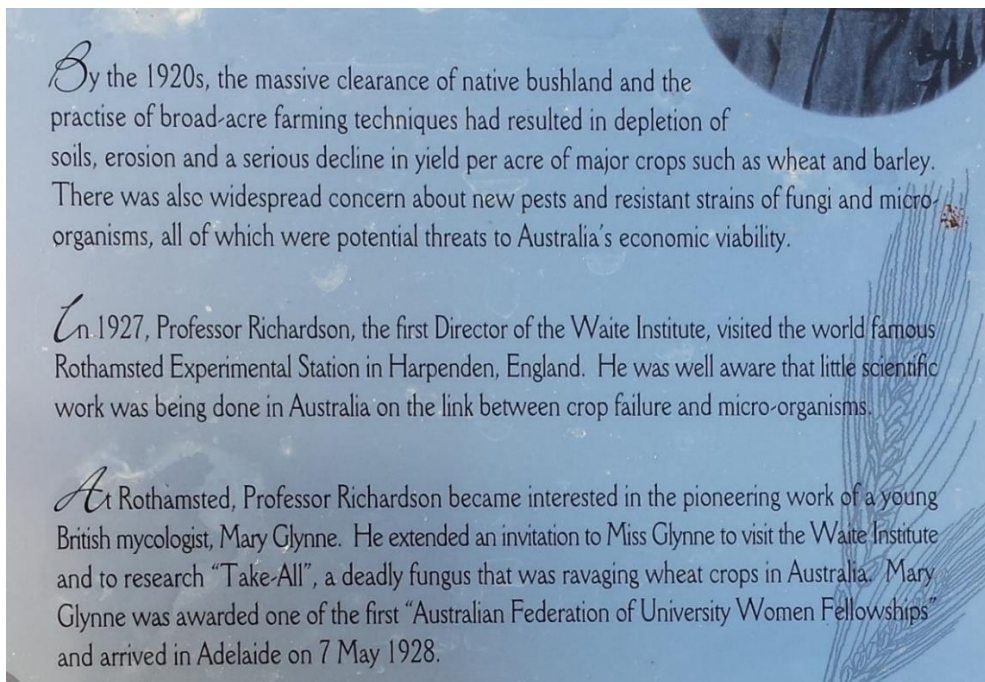 By the 1920s, the massive clearance of native bushland and the
practise of broad-acre farming techniques had resulted in depletion of
soils, erosion and a serious decline in yield per acre of major crops such as wheat and barley.
There was also widespread concern about new pests and resistant strains of fungi and micro-
organisms, all of which were potential threats to Australia's economic viability.
In 1927, Professor Richardson, the first Director of the Waite Institute, visited the world famous
Rothamsted Experimental Station in Harpenden, England. He was well aware that little scientific
work was being done in Australia on the link between crop failure and micro-organisms.
At Rothamsted, Professor Richardson became interested in the pioneering work of a young
British mycologist, Mary Glynne. He extended an invitation to Miss Glynne to visit the Waite Institute
and to research "Take-All", a deadly fungus that was ravaging wheat crops in Australia. Mary
Glynne was awarded one of the first "Australian Federation of University Women Fellowships"
and arrived in Adelaide on 7 May 1928.